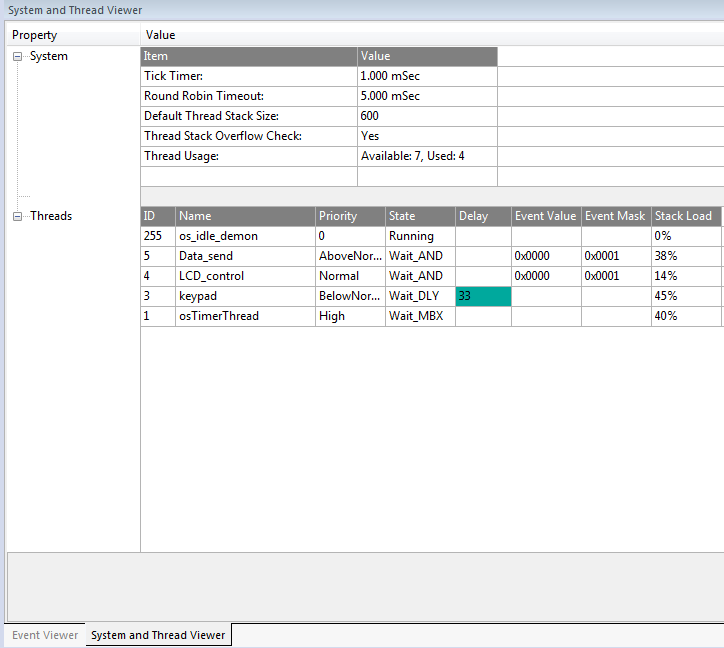 System and Thread Viewer
Property Value
System
Item Value
Tick Timer: 1.000 mSec
Round Robin Timeout: 5.000 mSec
Default Thread Stack Size: 600
Thread Stack Overflow Check: Yes
Thread Usage: Available: 7, Used: 4
Threads
ID Name Priority State Delay Event Value Event Mask Stack Load
255 os_idle_demon 0 Running 0%
5 Data_send AboveNor... Wait_AND 0x0000 0x0001 38%
4 LCD_control Normal Wait_AND 0x0000 0x0001 14%
3 keypad BelowNor... Wait_DLY 33 45%
1 osTimerThread High Wait_MBX 40%
Event Viewer System and Thread Viewer